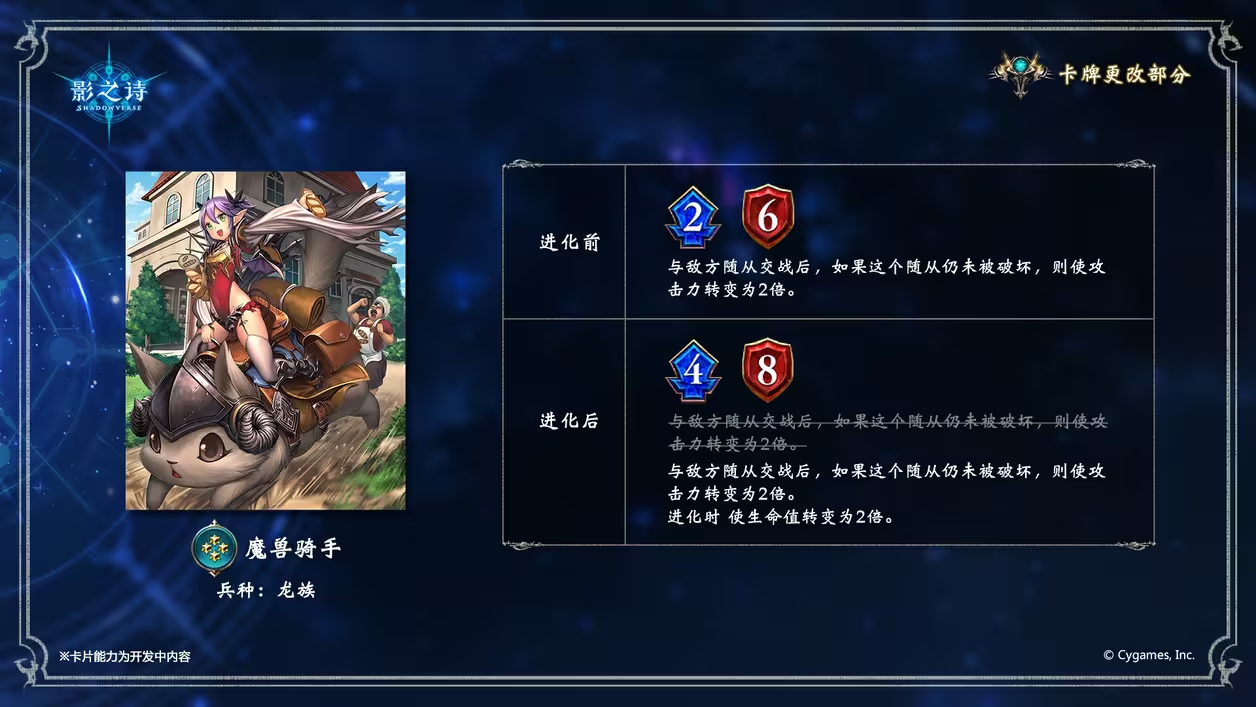 影之诗
SHADOWVERSE
卡牌更改部分
进化前
2 6
与敌方随从交战后，如果这个随从仍未被破坏，则使攻
击力转变为2倍。
进化后
4 8
与敌方随从交战后，如果这个随从仍未被破坏，则使攻
击力转变为2倍。
与敌方随从交战后，如果这个随从仍未被破坏，则使攻
击力转变为2倍。
进化时 使生命值转变为2倍。
魔兽骑手
兵种：龙族
※卡片能力为开发中内容
© Cygames, Inc.